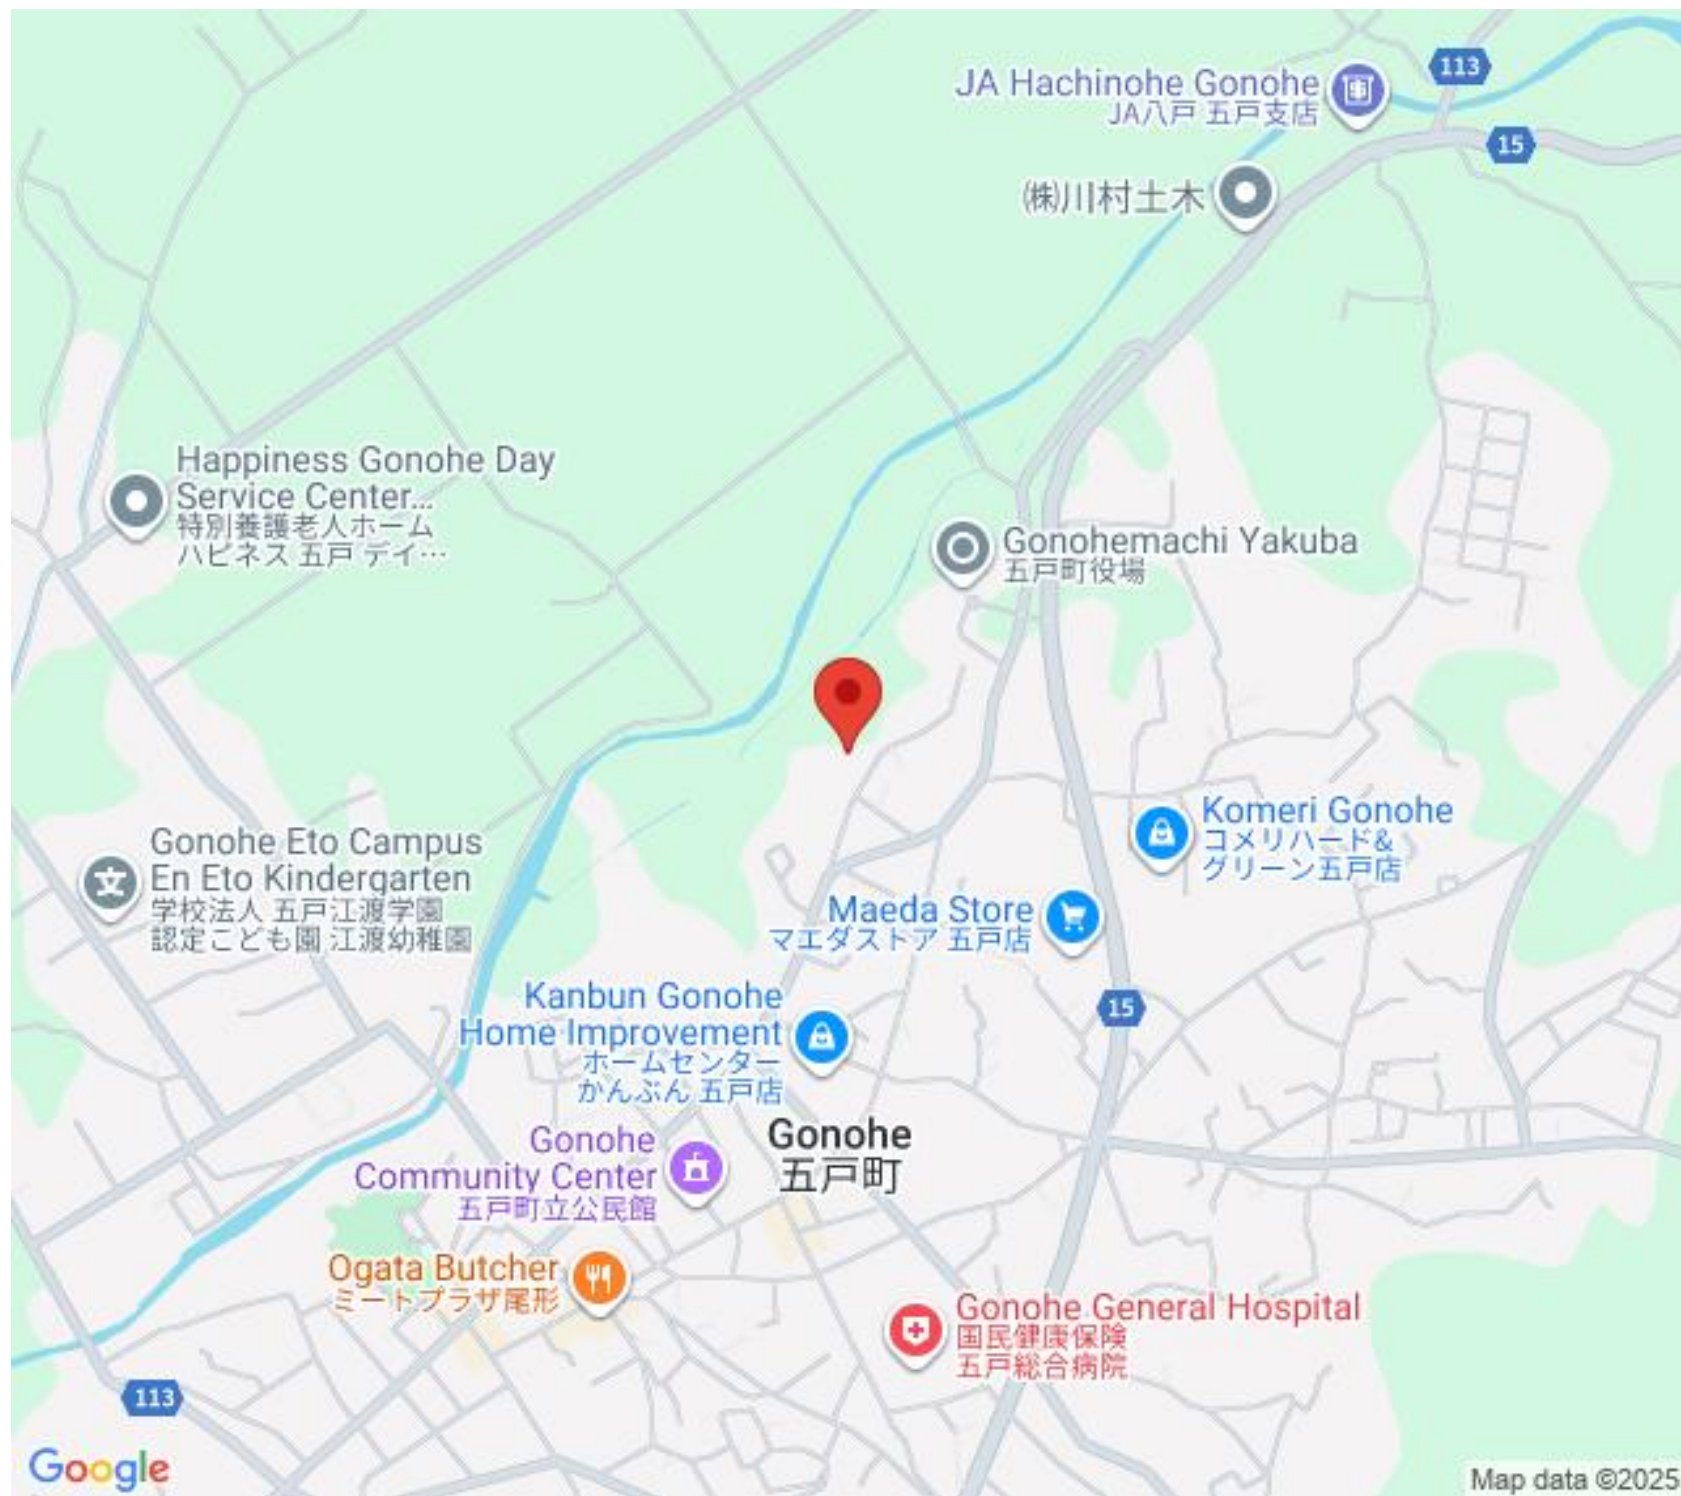 JA Hachinohe Gonohe
JA八戸 五戸支店
113
15
㈱川村土木
Happiness Gonohe Day
Service Center...
特別養護老人ホーム
ハピネス 五戸 デイ…
Gonohemachi Yakuba
五戸町役場
Komeri Gonohe
コメリハード&
グリーン五戸店
Gonohe Eto Campus
En Eto Kindergarten
学校法人 五戸江渡学園
認定こども園 江渡幼稚園
文
Maeda Store
マエダストア 五戸店
Kanbun Gonohe
Home Improvement
ホームセンター
かんぶん 五戸店
15
Gonohe
五戸町
Gonohe
Community Center
五戸町立公民館
Ogata Butcher
ミートプラザ尾形
Gonohe General Hospital
国民健康保険
五戸総合病院
113
Google
Map data ©2025